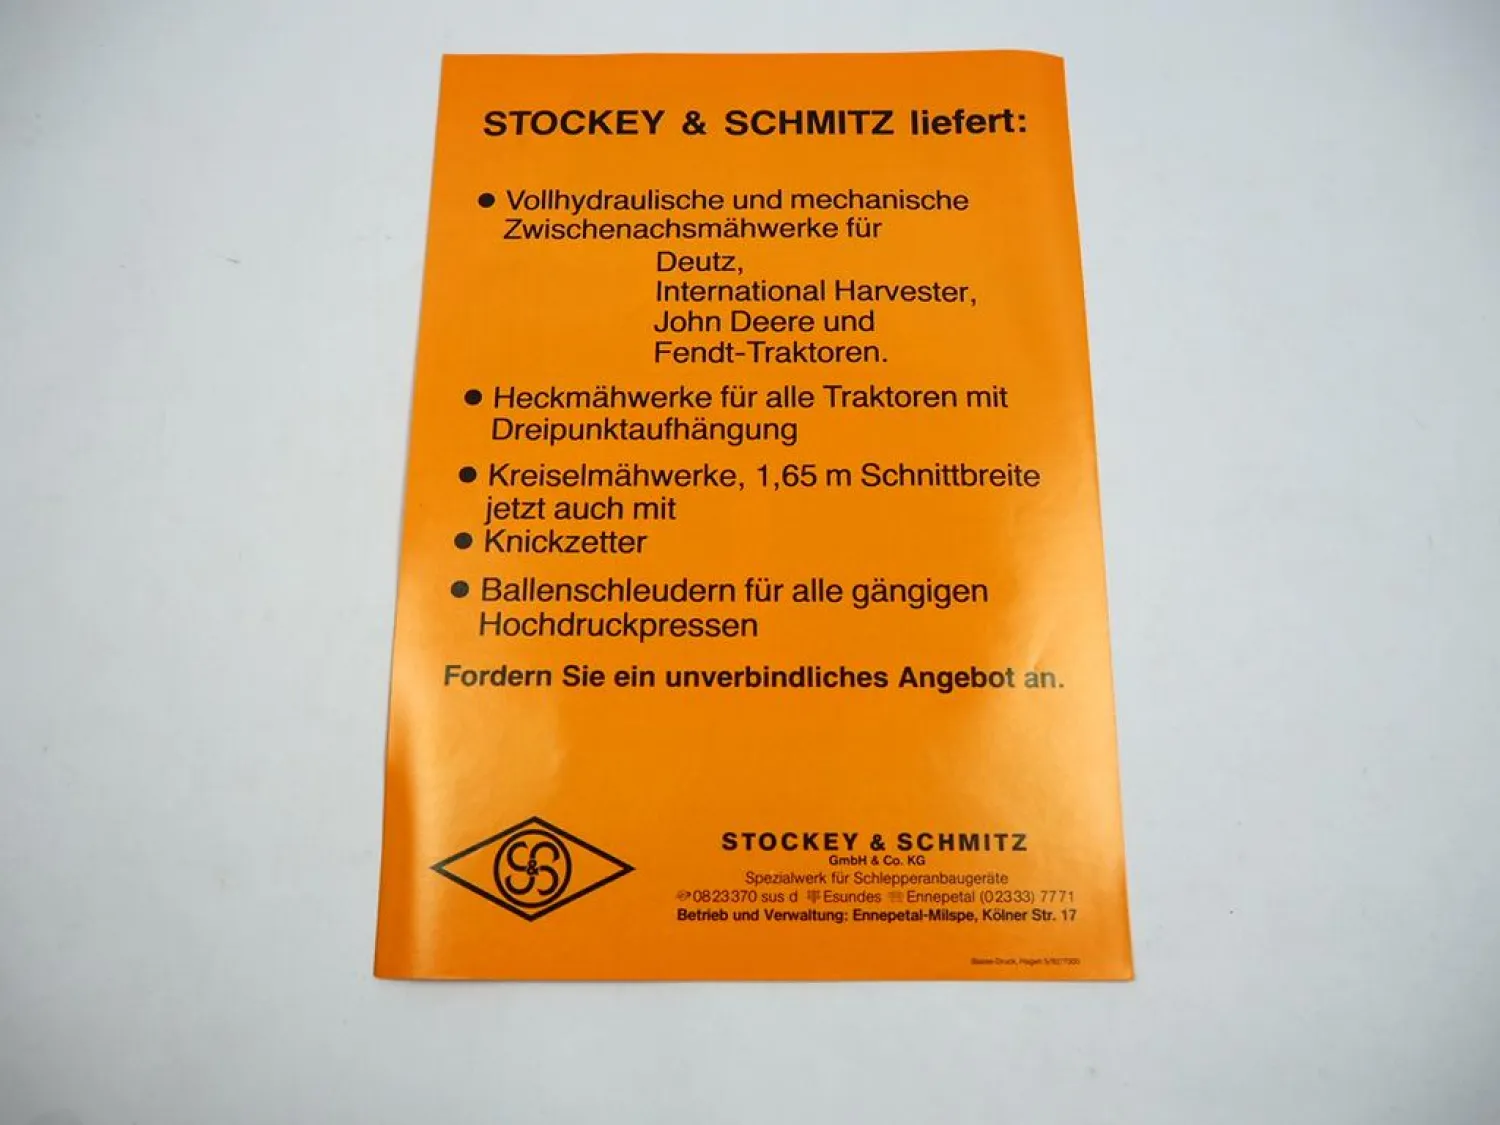 STOCKEY & SCHMITZ liefert:
● Vollhydraulische und mechanische
Zwischenachsmähwerke für
Deutz,
International Harvester,
John Deere und
Fendt-Traktoren.
● Heckmähwerke für alle Traktoren mit
Dreipunktaufhängung
● Kreiselmähwerke, 1,65 m Schnittbreite
jetzt auch mit
● Knickzetter
● Ballenschleudern für alle gängigen
Hochdruckpressen
Fordern Sie ein unverbindliches Angebot an.
S&S
STOCKEY & SCHMITZ
GmbH & Co. KG
Spezialwerk für Schlepperanbaugeräte
0823370 sus d Esundes Ennepetal (02333) 7771
Betrieb und Verwaltung: Ennepetal-Milspe, Kölner Str. 17